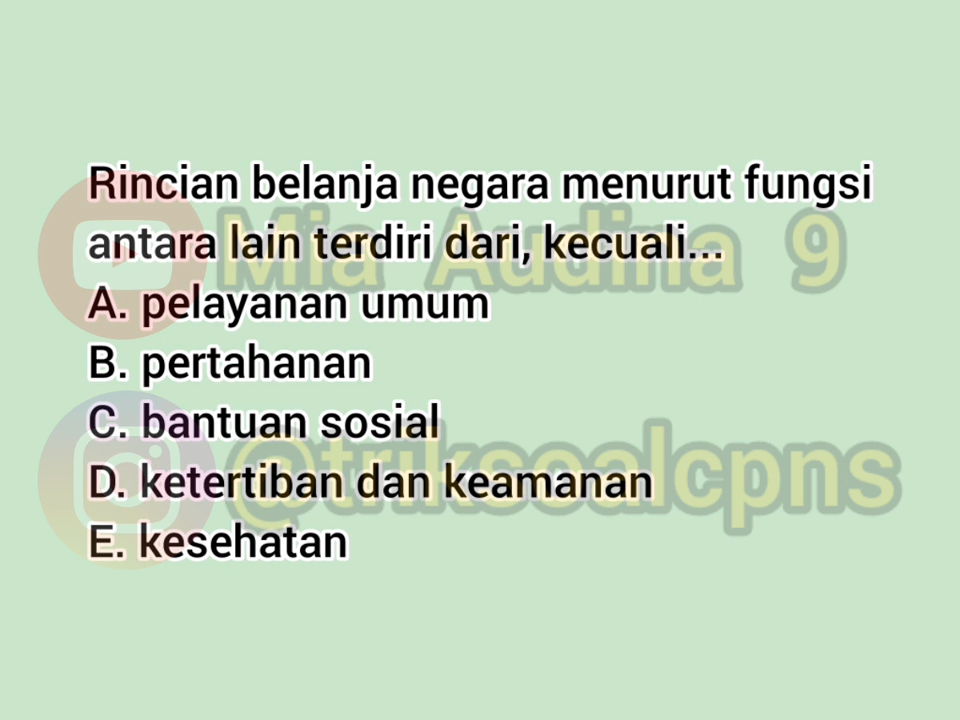 Rincian belanja negara menurut fungsi
antara lain terdiri dari, kecuali...
Mia Audina 9
A. pelayanan umum
B. pertahanan
C. bantuan sosial
@triksoalcpns
D. ketertiban dan keamanan
E. kesehatan